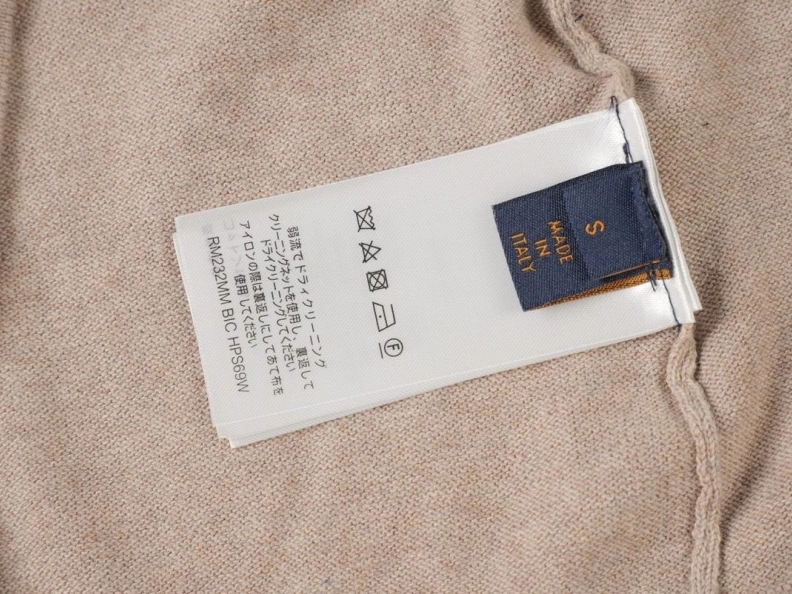 S
MADE
IN
ITALY
F
弱流でドライクリーニング
クリーニングネットを使用し、裏返して
ドライクリーニングしてください
アイロンの際は裏返しにしてあて布を
使用してください
RM232MM BIC HPS69W